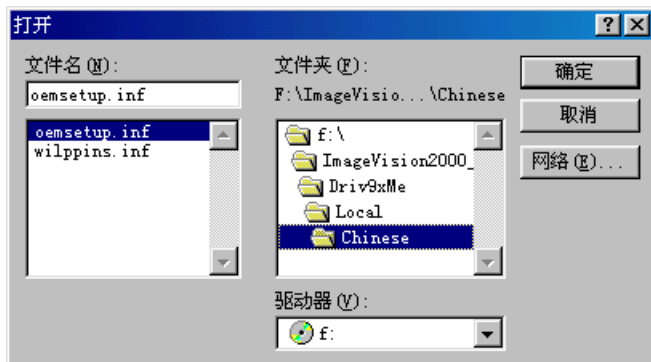 打开
文件名(N):
oemsetup.inf
oemsetup.inf
wilppins.inf
文件夹(F):
F:\ImageVisio...\Chinese
f:\
ImageVision2000_
Driv9xMe
Local
Chinese
驱动器(V):
f:
确定
取消
网络(E)...